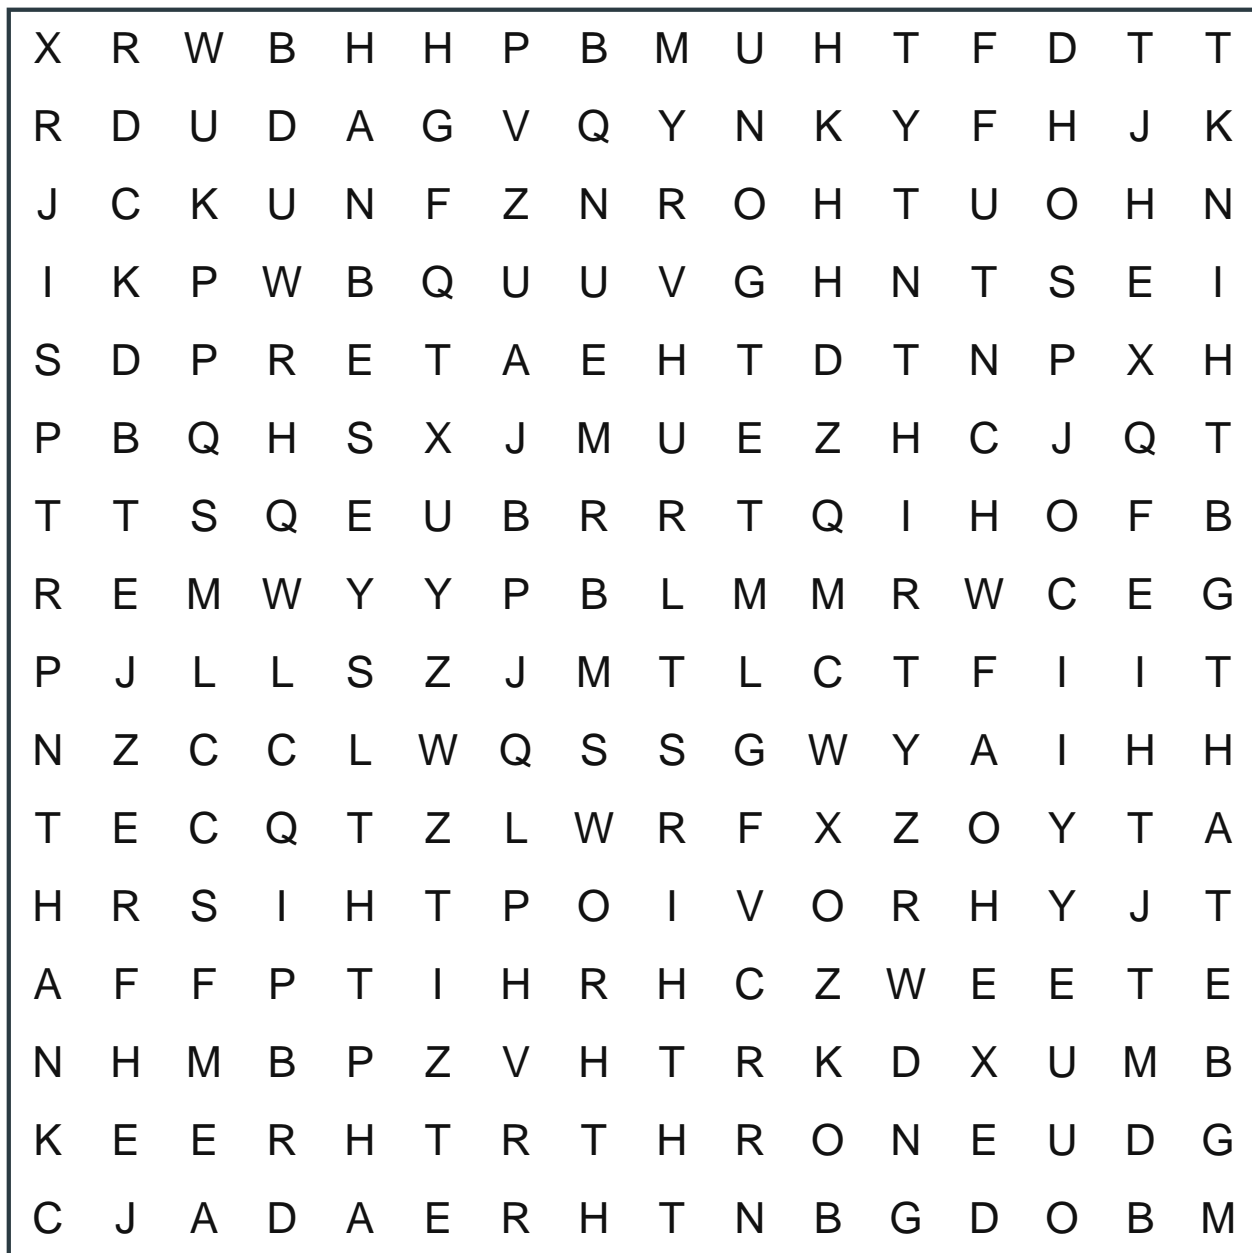 X R W B H H P B M U H T F D T T
R D U D A G V Q Y N K Y F H J K
J C K U N F Z N R O H T U O H N
I K P W B Q U U V G H N T S E I
S D P R E T A E H T D T N P X H
P B Q H S X J M U E Z H C J Q T
T T S Q E U B R R T Q I H O F B
R E M W Y Y P B L M M R W C E G
P J L L S Z J M T L C T F I I T
N Z C C L W Q S S G W Y A I H H
T E C Q T Z L W R F X Z O Y T A
H R S I H T P O I V O R H Y J T
A F F P T I H R H C Z W E E T E
N H M B P Z V H T R K D X U M B
K E E R H T R T H R O N E U D G
C J A D A E R H T N B G D O B M